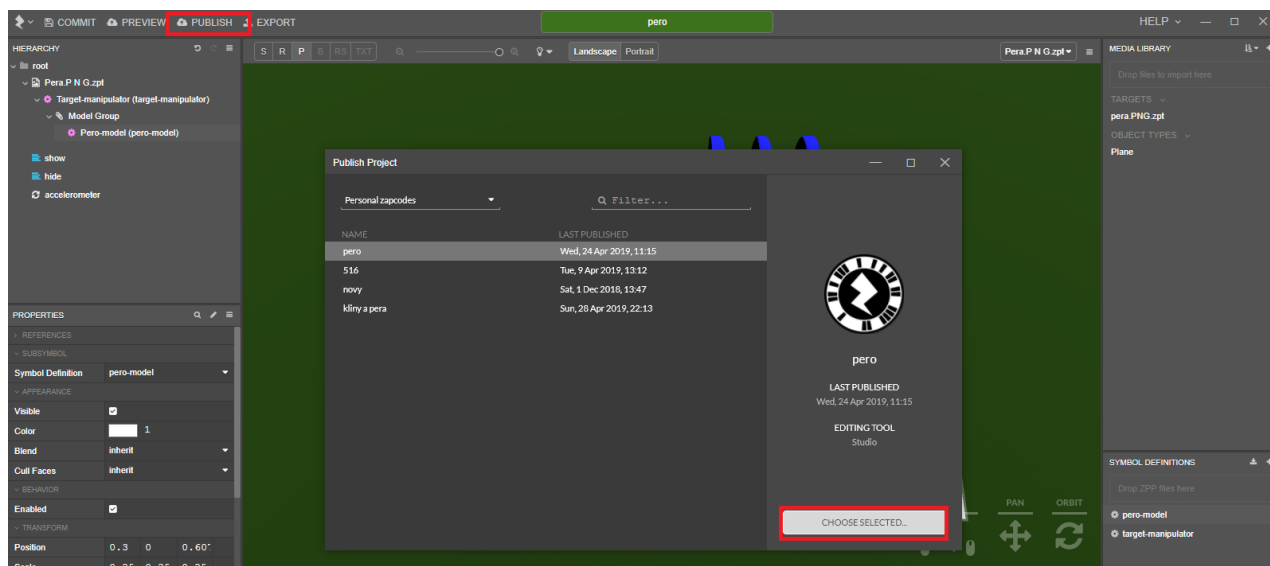 COMMIT PREVIEW PUBLISH EXPORT pero HELP
HIERARCHY
S R P B RS TXT Landscape Portrait Pera.P N G.zpt
MEDIA LIBRARY
root
Pera.P N G.zpt
Target-manipulator (target-manipulator)
Model Group
Pero-model (pero-model)
show
hide
accelerometer
Drop files to import here
TARGETS
pera.PNG.zpt
OBJECT TYPES
Plane
Publish Project
Personal zapcodes Filter...
NAME LAST PUBLISHED
pero Wed, 24 Apr 2019, 11:15
516 Tue, 9 Apr 2019, 13:12
novy Sat, 1 Dec 2018, 13:47
kliny a pera Sun, 28 Apr 2019, 22:13
pero
LAST PUBLISHED
Wed, 24 Apr 2019, 11:15
EDITING TOOL
Studio
CHOOSE SELECTED...
PROPERTIES
REFERENCES
SUBSYMBOL
Symbol Definition pero-model
APPEARANCE
Visible
Color 1
Blend inherit
Cull Faces inherit
BEHAVIOR
Enabled
TRANSFORM
Position 0.3 0 0.60
PAN ORBIT
SYMBOL DEFINITIONS
Drop ZPP files here
pero-model
target-manipulator